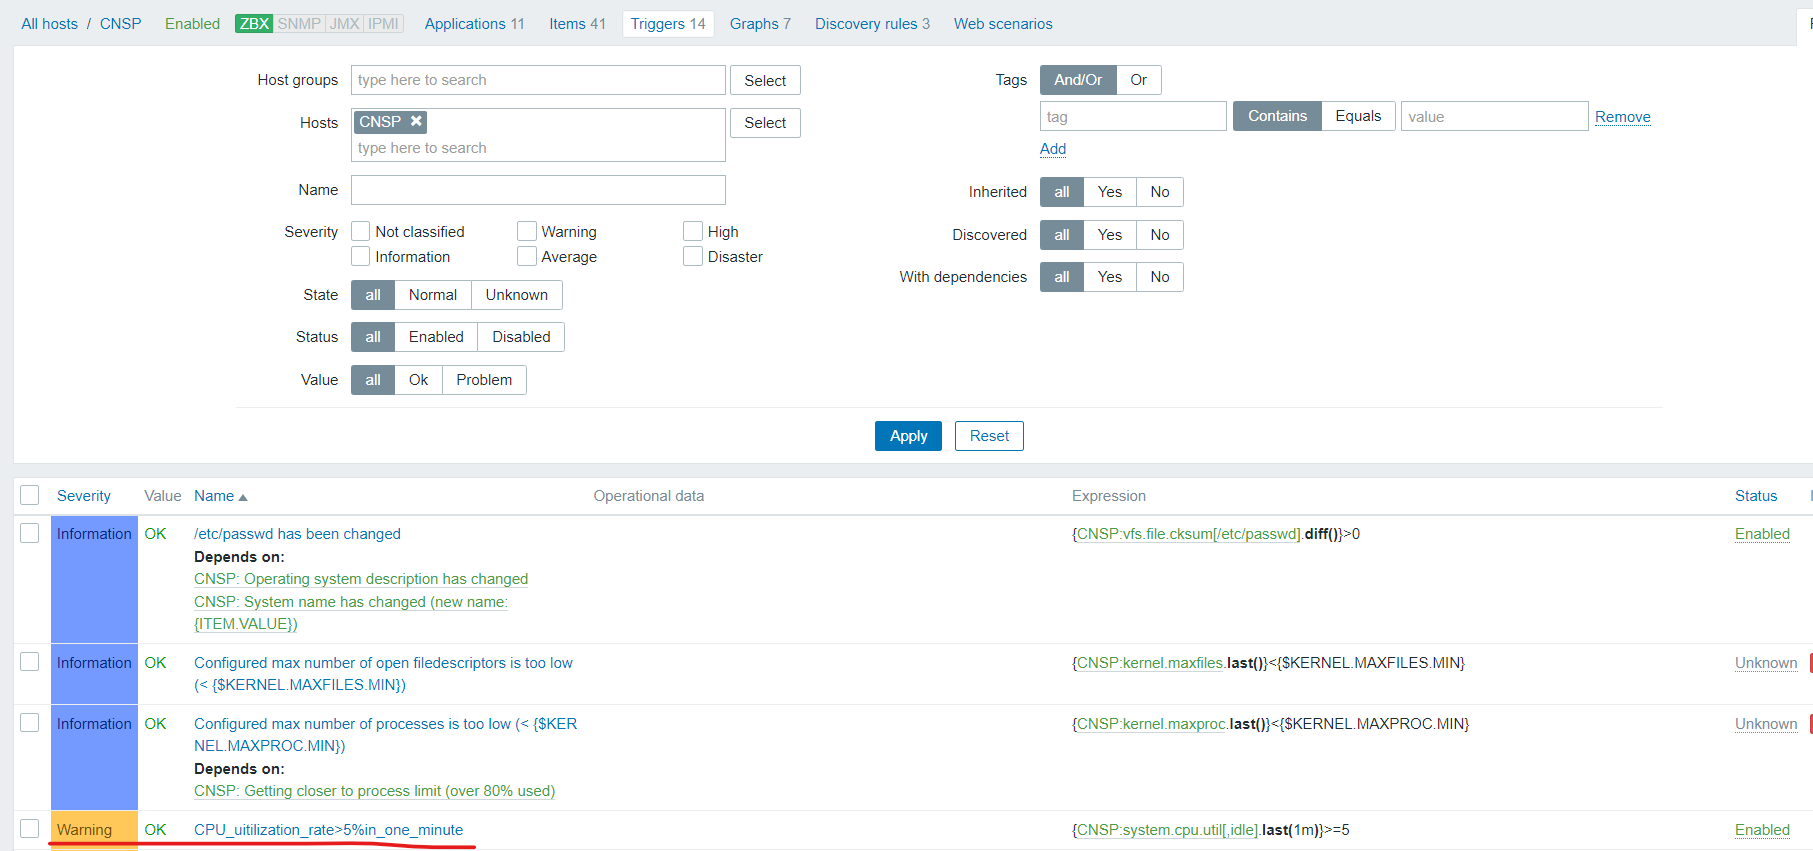 All hosts / CNSP Enabled ZBX SNMP JMX IPMI Applications 11 Items 41 Triggers 14 Graphs 7 Discovery rules 3 Web scenarios
Host groups type here to search Select
Hosts CNSP type here to search Select
Name
Severity Not classified Warning High
Information Average Disaster
State all Normal Unknown
Status all Enabled Disabled
Value all Ok Problem
Tags And/Or Or
tag Contains Equals value Remove
Add
Inherited all Yes No
Discovered all Yes No
With dependencies all Yes No
Apply Reset
Severity Value Name Operational data Expression Status
Information OK /etc/passwd has been changed {CNSP:vfs.file.cksum[/etc/passwd].diff()}>0 Enabled
Depends on:
CNSP: Operating system description has changed
CNSP: System name has changed (new name:
{ITEM.VALUE})
Information OK Configured max number of open filedescriptors is too low {CNSP:kernel.maxfiles.last()}<{$KERNEL.MAXFILES.MIN} Unknown
(< {$KERNEL.MAXFILES.MIN})
Information OK Configured max number of processes is too low (< {$KER {CNSP:kernel.maxproc.last()}<{$KERNEL.MAXPROC.MIN} Unknown
NEL.MAXPROC.MIN})
Depends on:
CNSP: Getting closer to process limit (over 80% used)
Warning OK CPU_uitilization_rate>5%in_one_minute {CNSP:system.cpu.util[,idle].last(1m)}>=5 Enabled